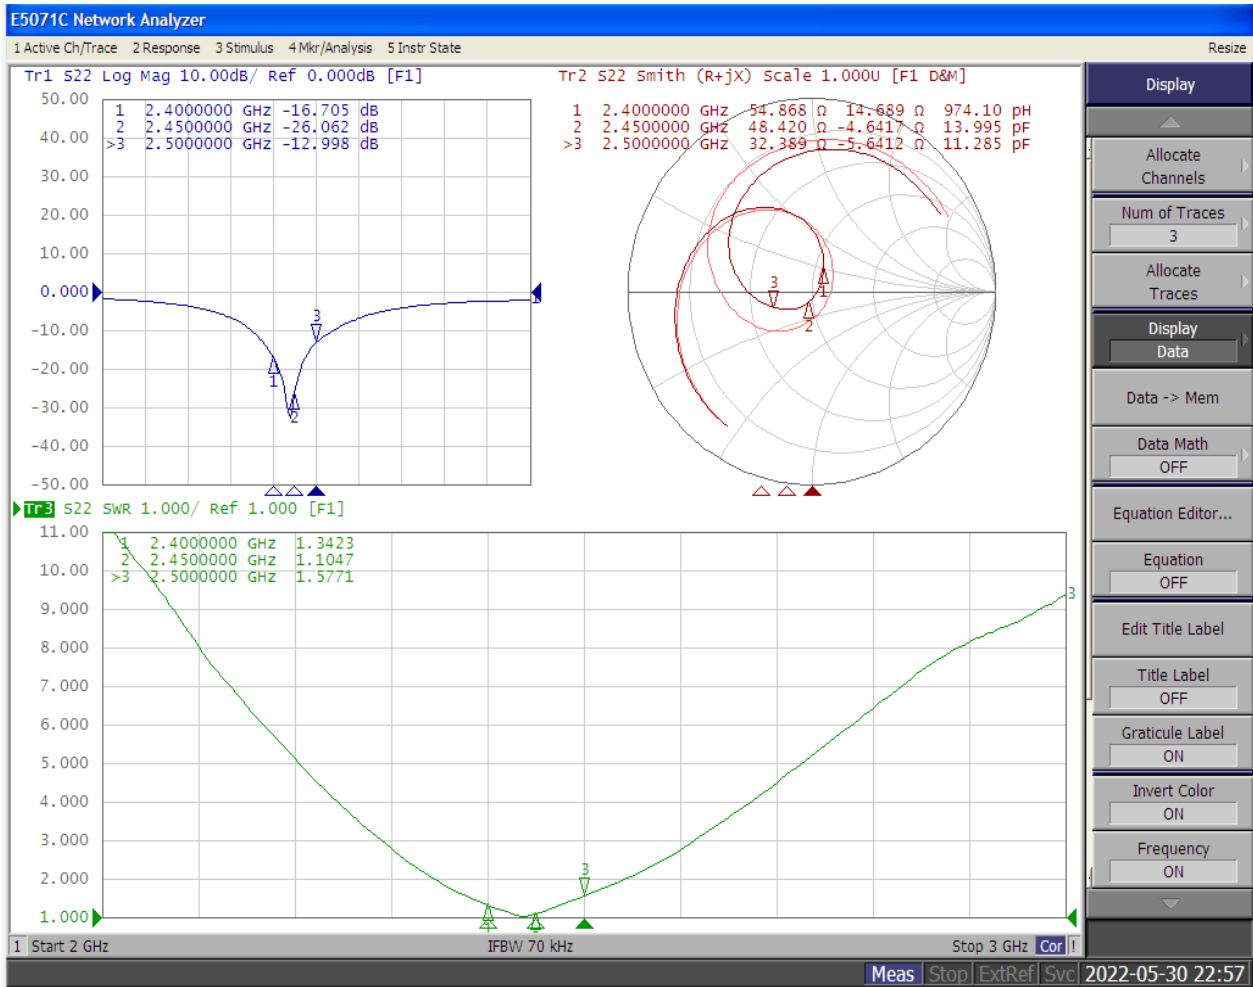 E5071C Network Analyzer
1 Active Ch/Trace 2 Response 3 Stimulus 4 Mkr/Analysis 5 Instr State Resize
Tr1 S22 Log Mag 10.00dB/ Ref 0.000dB [F1]
50.00
40.00
30.00
20.00
10.00
0.000
-10.00
-20.00
-30.00
-40.00
-50.00
1 2.4000000 GHz -16.705 dB
2 2.4500000 GHz -26.062 dB
>3 2.5000000 GHz -12.998 dB
3
1
2
1
Tr2 S22 Smith (R+jX) Scale 1.000U [F1 D&M]
1 2.4000000 GHz 54.868 Ω 14.689 Ω 974.10 pH
2 2.4500000 GHz 48.420 Ω -4.6417 Ω 13.995 pF
>3 2.5000000 GHz 32.389 Ω -5.6412 Ω 11.285 pF
3
1
2
Tr3 S22 SWR 1.000/ Ref 1.000 [F1]
11.00
10.00
9.000
8.000
7.000
6.000
5.000
4.000
3.000
2.000
1.000
1 2.4000000 GHz 1.3423
2 2.4500000 GHz 1.1047
>3 2.5000000 GHz 1.5771
3
3
1 Start 2 GHz IFBW 70 kHz Stop 3 GHz Cor !
Meas Stop ExtRef Svc 2022-05-30 22:57
Display
Allocate
Channels
Num of Traces
3
Allocate
Traces
Display
Data
Data -> Mem
Data Math
OFF
Equation Editor...
Equation
OFF
Edit Title Label
Title Label
OFF
Graticule Label
ON
Invert Color
ON
Frequency
ON